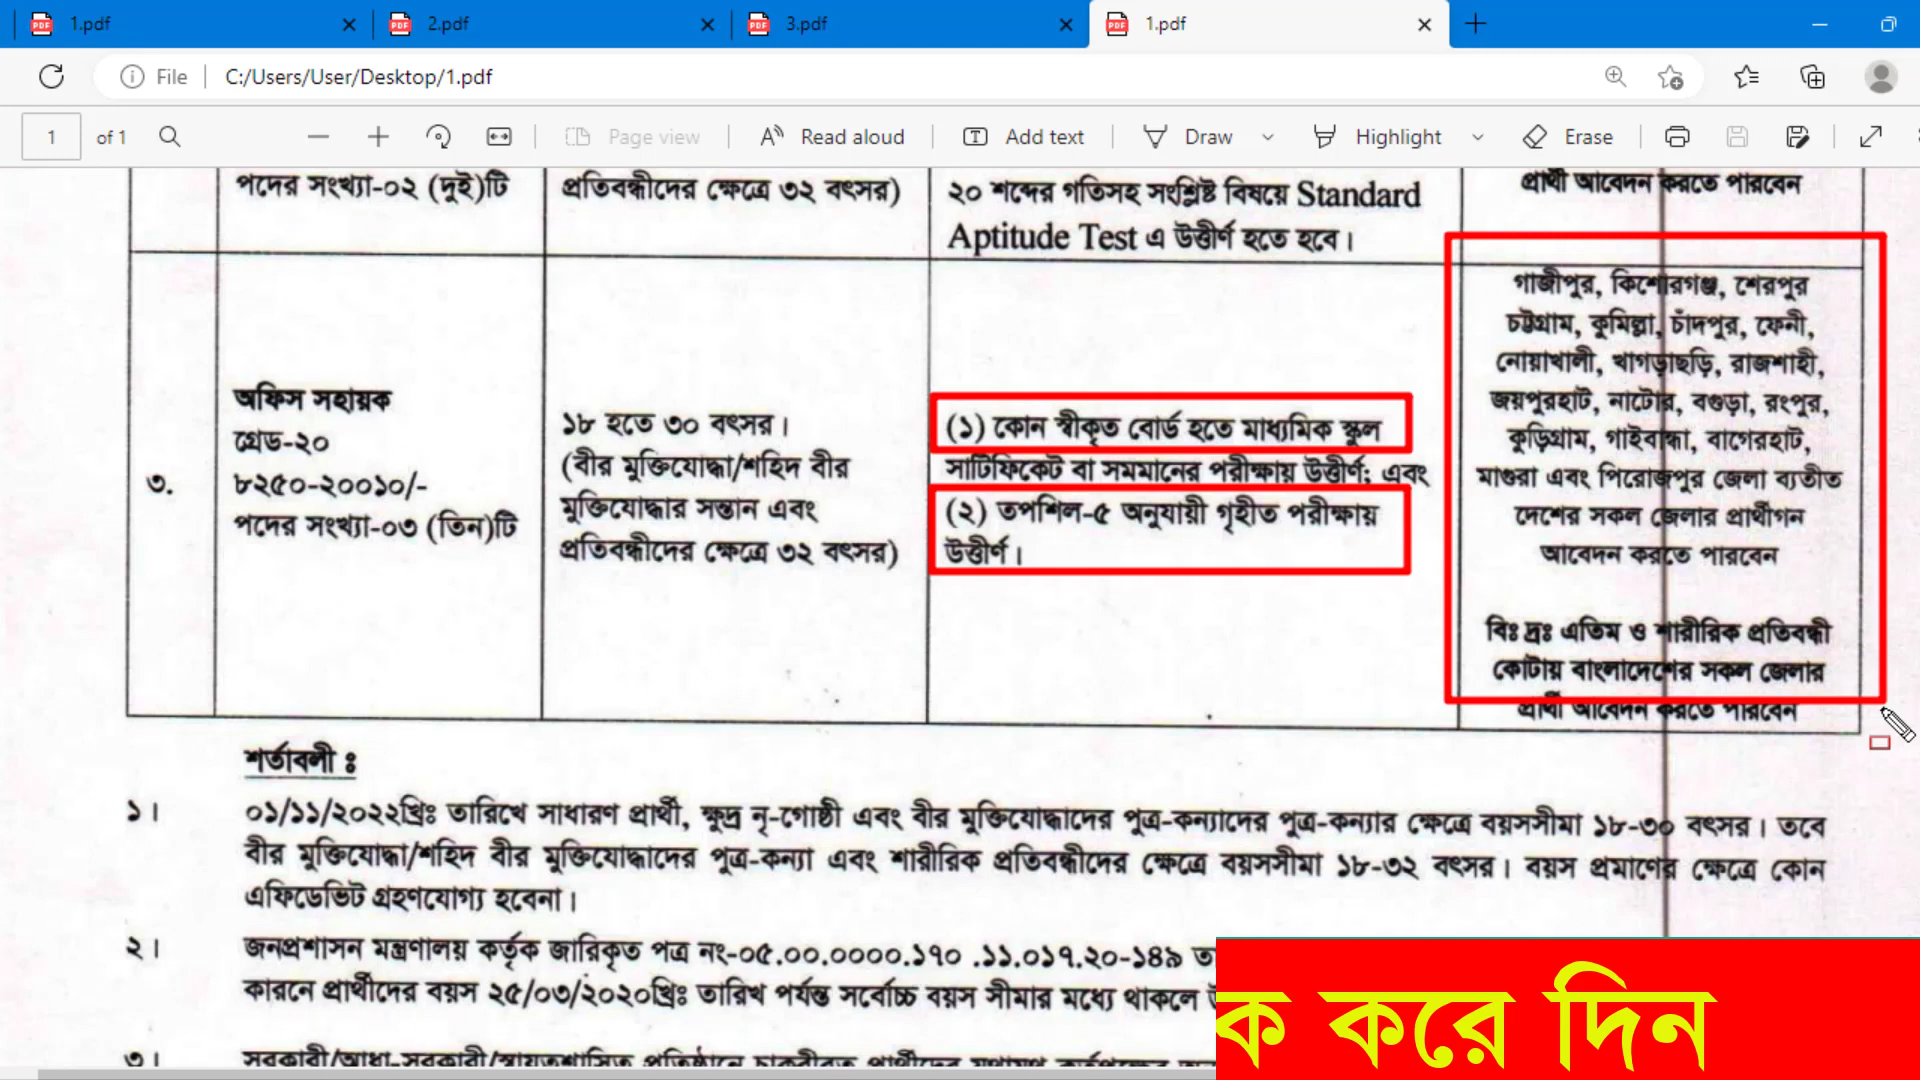 1.pdf
2.pdf
3.pdf
1.pdf
File
C:/Users/User/Desktop/1.pdf
1 of 1
Page view
Read aloud
Add text
Draw
Highlight
Erase
পদের সংখ্যা-০২ (দুই)টি
প্রতিবন্ধীদের ক্ষেত্রে ৩২ বৎসর)
২০ শব্দের গতিসহ সংশ্লিষ্ট বিষয়ে Standard
Aptitude Test এ উত্তীর্ণ হতে হবে।
প্রার্থী আবেদন করতে পারবেন
৩.
অফিস সহায়ক
গ্রেড-২০
৮২৫০-২০০১০/-
পদের সংখ্যা-০৩ (তিন)টি
১৮ হতে ৩০ বৎসর।
(বীর মুক্তিযোদ্ধা/শহিদ বীর
মুক্তিযোদ্ধার সন্তান এবং
প্রতিবন্ধীদের ক্ষেত্রে ৩২ বৎসর)
(১) কোন স্বীকৃত বোর্ড হতে মাধ্যমিক স্কুল
সার্টিফিকেট বা সমমানের পরীক্ষায় উত্তীর্ণ; এবং
(২) তপশিল-৫ অনুযায়ী গৃহীত পরীক্ষায়
উত্তীর্ণ।
গাজীপুর, কিশোরগঞ্জ, শেরপুর
চট্টগ্রাম, কুমিল্লা, চাঁদপুর, ফেনী,
নোয়াখালী, খাগড়াছড়ি, রাজশাহী,
জয়পুরহাট, নাটোর, বগুড়া, রংপুর,
কুড়িগ্রাম, গাইবান্ধা, বাগেরহাট,
মাগুরা এবং পিরোজপুর জেলা ব্যতীত
দেশের সকল জেলার প্রার্থীগন
আবেদন করতে পারবেন
বিঃ দ্রঃ এতিম ও শারীরিক প্রতিবন্ধী
কোটায় বাংলাদেশের সকল জেলার
প্রার্থী আবেদন করতে পারবেন
শর্তাবলী ঃ
১। ০১/১১/২০২২খ্রিঃ তারিখে সাধারণ প্রার্থী, ক্ষুদ্র নৃ-গোষ্ঠী এবং বীর মুক্তিযোদ্ধাদের পুত্র-কন্যাদের পুত্র-কন্যার ক্ষেত্রে বয়সসীমা ১৮-৩০ বৎসর। তবে
বীর মুক্তিযোদ্ধা/শহিদ বীর মুক্তিযোদ্ধাদের পুত্র-কন্যা এবং শারীরিক প্রতিবন্ধীদের ক্ষেত্রে বয়সসীমা ১৮-৩২ বৎসর। বয়স প্রমাণের ক্ষেত্রে কোন
এফিডেভিট গ্রহণযোগ্য হবেনা।
২। জনপ্রশাসন মন্ত্রণালয় কর্তৃক জারিকৃত পত্র নং-০৫.০০.০০০০.১৭০ .১১.০১৭.২০-১৪৯
কারনে প্রার্থীদের বয়স ২৫/০৩/২০২০খ্রিঃ তারিখ পর্যন্ত সর্বোচ্চ বয়স সীমার মধ্যে থাকলে
৩। সরকারী/আধা-সরকারী/স্বায়তশাসিত প্রতিষ্ঠানে চাকুরীরত প্রার্থীদের
ক করে দিন